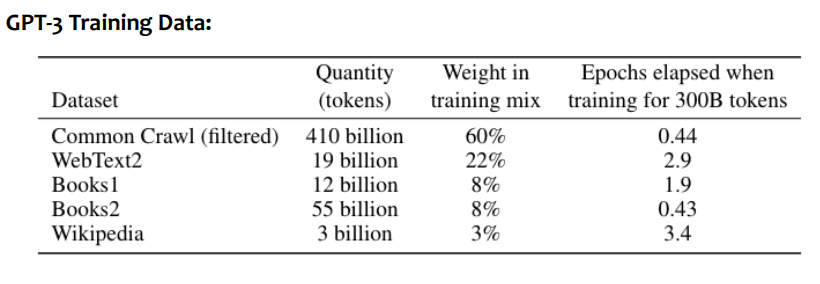 GPT-3 Training Data:
Quantity Weight in Epochs elapsed when
Dataset (tokens) training mix training for 300B tokens
Common Crawl (filtered) 410 billion 60% 0.44
WebText2 19 billion 22% 2.9
Books1 12 billion 8% 1.9
Books2 55 billion 8% 0.43
Wikipedia 3 billion 3% 3.4